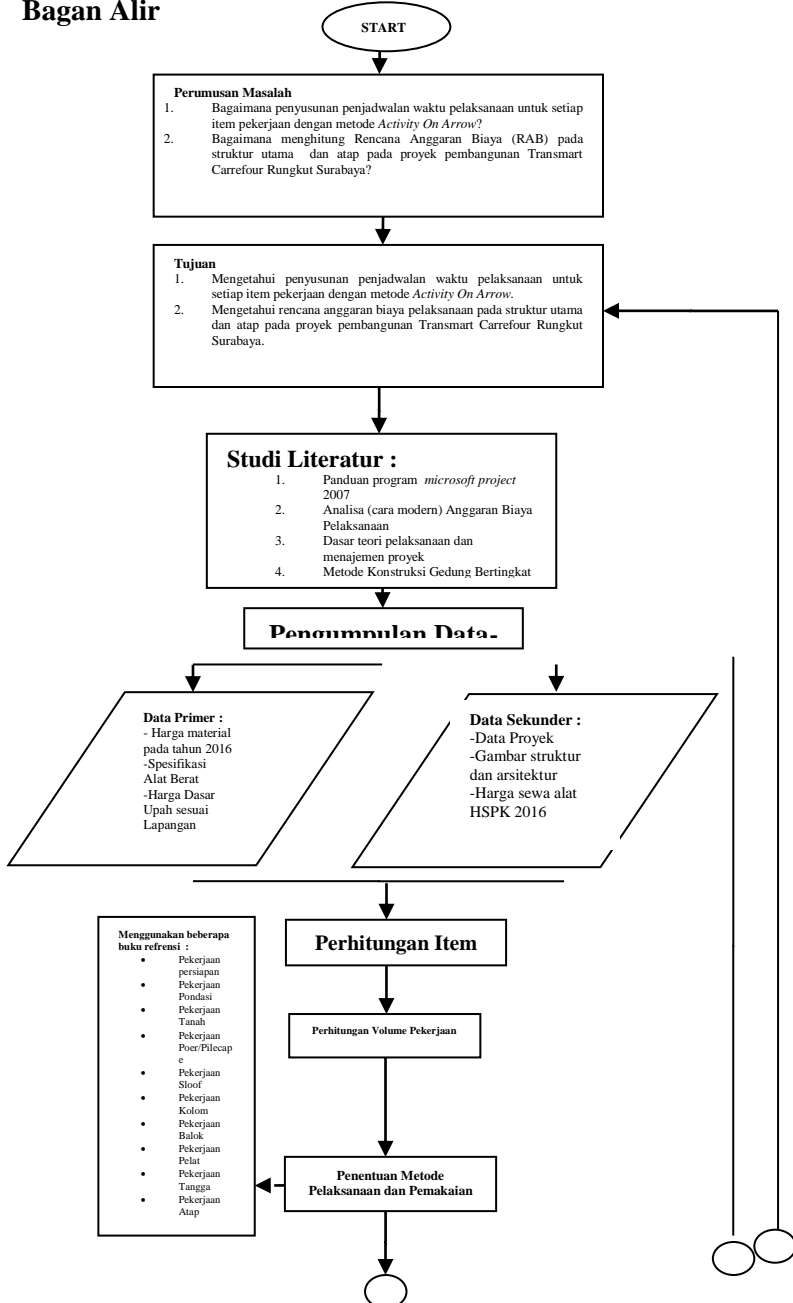 Bagan Alir
START
Perumusan Masalah
1. Bagaimana penyusunan penjadwalan waktu pelaksanaan untuk setiap
item pekerjaan dengan metode Activity On Arrow?
2. Bagaimana menghitung Rencana Anggaran Biaya (RAB) pada
struktur utama dan atap pada proyek pembangunan Transmart
Carrefour Rungkut Surabaya?
Tujuan
1. Mengetahui penyusunan penjadwalan waktu pelaksanaan untuk
setiap item pekerjaan dengan metode Activity On Arrow.
2. Mengetahui rencana anggaran biaya pelaksanaan pada struktur utama
dan atap pada proyek pembangunan Transmart Carrefour Rungkut
Surabaya.
Studi Literatur :
1. Panduan program microsoft project
2007
2. Analisa (cara modern) Anggaran Biaya
Pelaksanaan
3. Dasar teori pelaksanaan dan
menajemen proyek
4. Metode Konstruksi Gedung Bertingkat
Pengumpulan Data-
Data Primer :
- Harga material
pada tahun 2016
-Spesifikasi
Alat Berat
-Harga Dasar
Upah sesuai
Lapangan
Data Sekunder :
-Data Proyek
-Gambar struktur
dan arsitektur
-Harga sewa alat
HSPK 2016
Perhitungan Item
Perhitungan Volume Pekerjaan
Menggunakan beberapa
buku refrensi :
• Pekerjaan
persiapan
• Pekerjaan
Pondasi
• Pekerjaan
Tanah
• Pekerjaan
Poer/Pilecap
e
• Pekerjaan
Sloof
• Pekerjaan
Kolom
• Pekerjaan
Balok
• Pekerjaan
Pelat
• Pekerjaan
Tangga
• Pekerjaan
Atap
Penentuan Metode
Pelaksanaan dan Pemakaian